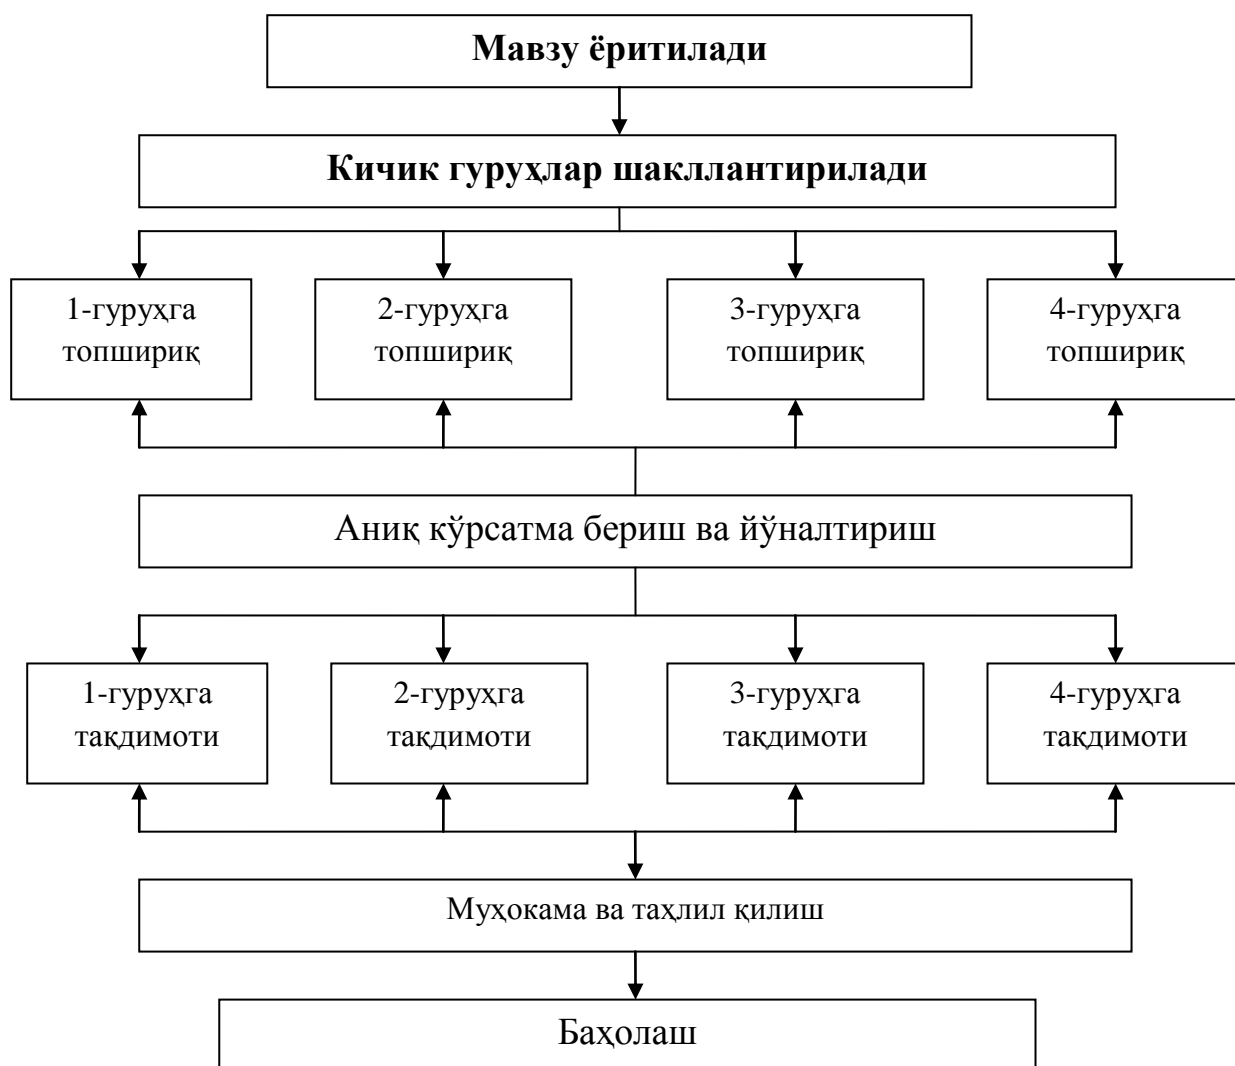 Мавзу ёритилади
Кичик гуруҳлар шакллантирилади
1-гуруҳга
топшириқ
2-гуруҳга
топшириқ
3-гуруҳга
топшириқ
4-гуруҳга
топшириқ
Аниқ кўрсатма бериш ва йўналтириш
1-гуруҳга
тақдимоти
2-гуруҳга
тақдимоти
3-гуруҳга
тақдимоти
4-гуруҳга
тақдимоти
Муҳокама ва таҳлил қилиш
Баҳолаш